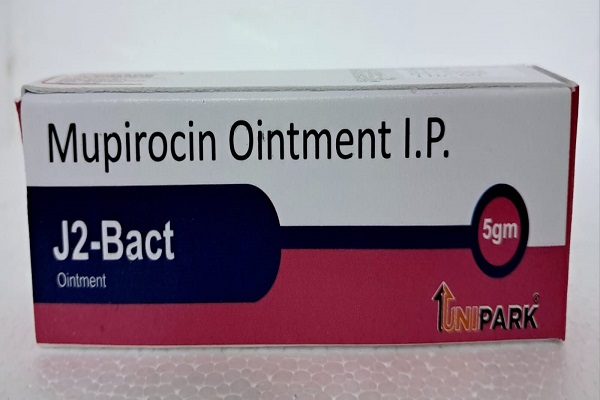 Mupirocin Ointment I.P.
J2-Bact
Ointment
5gm
UNIPARK®